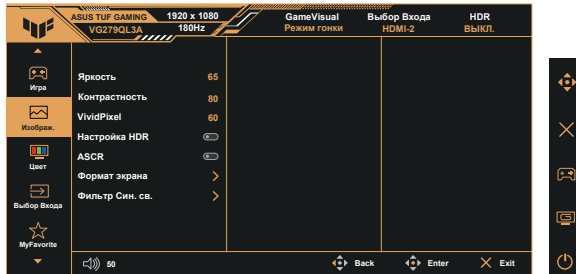 ASUS TUF GAMING 1920 x 1080 GameVisual Выбор Входа HDR
VG279QL3A 180Hz Режим гонки HDMI-2 ВЫКЛ.
Игра
Изображ.
Цвет
Выбор Входа
MyFavorite
Яркость 65
Контрастность 80
VividPixel 60
Настройка HDR
ASCR
Формат экрана
Фильтр Син. св.
50 Back Enter Exit